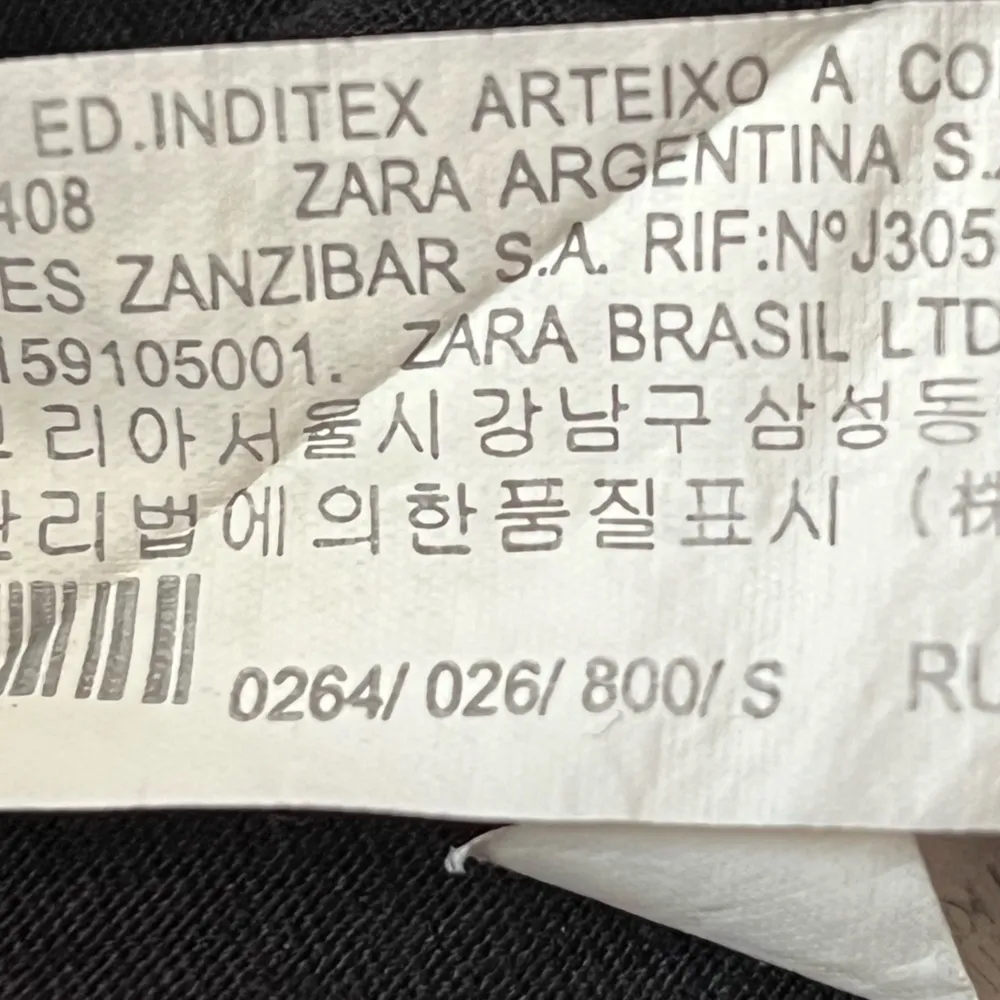 ED.INDITEX ARTEIXO A CO
408 ZARA ARGENTINA S.
ES ZANZIBAR S.A. RIF:NºJ305
159105001. ZARA BRASIL LTD
리아서울시강남구 삼성동
리법에의한품질표시 (株
0264/ 026/ 800/ S RU